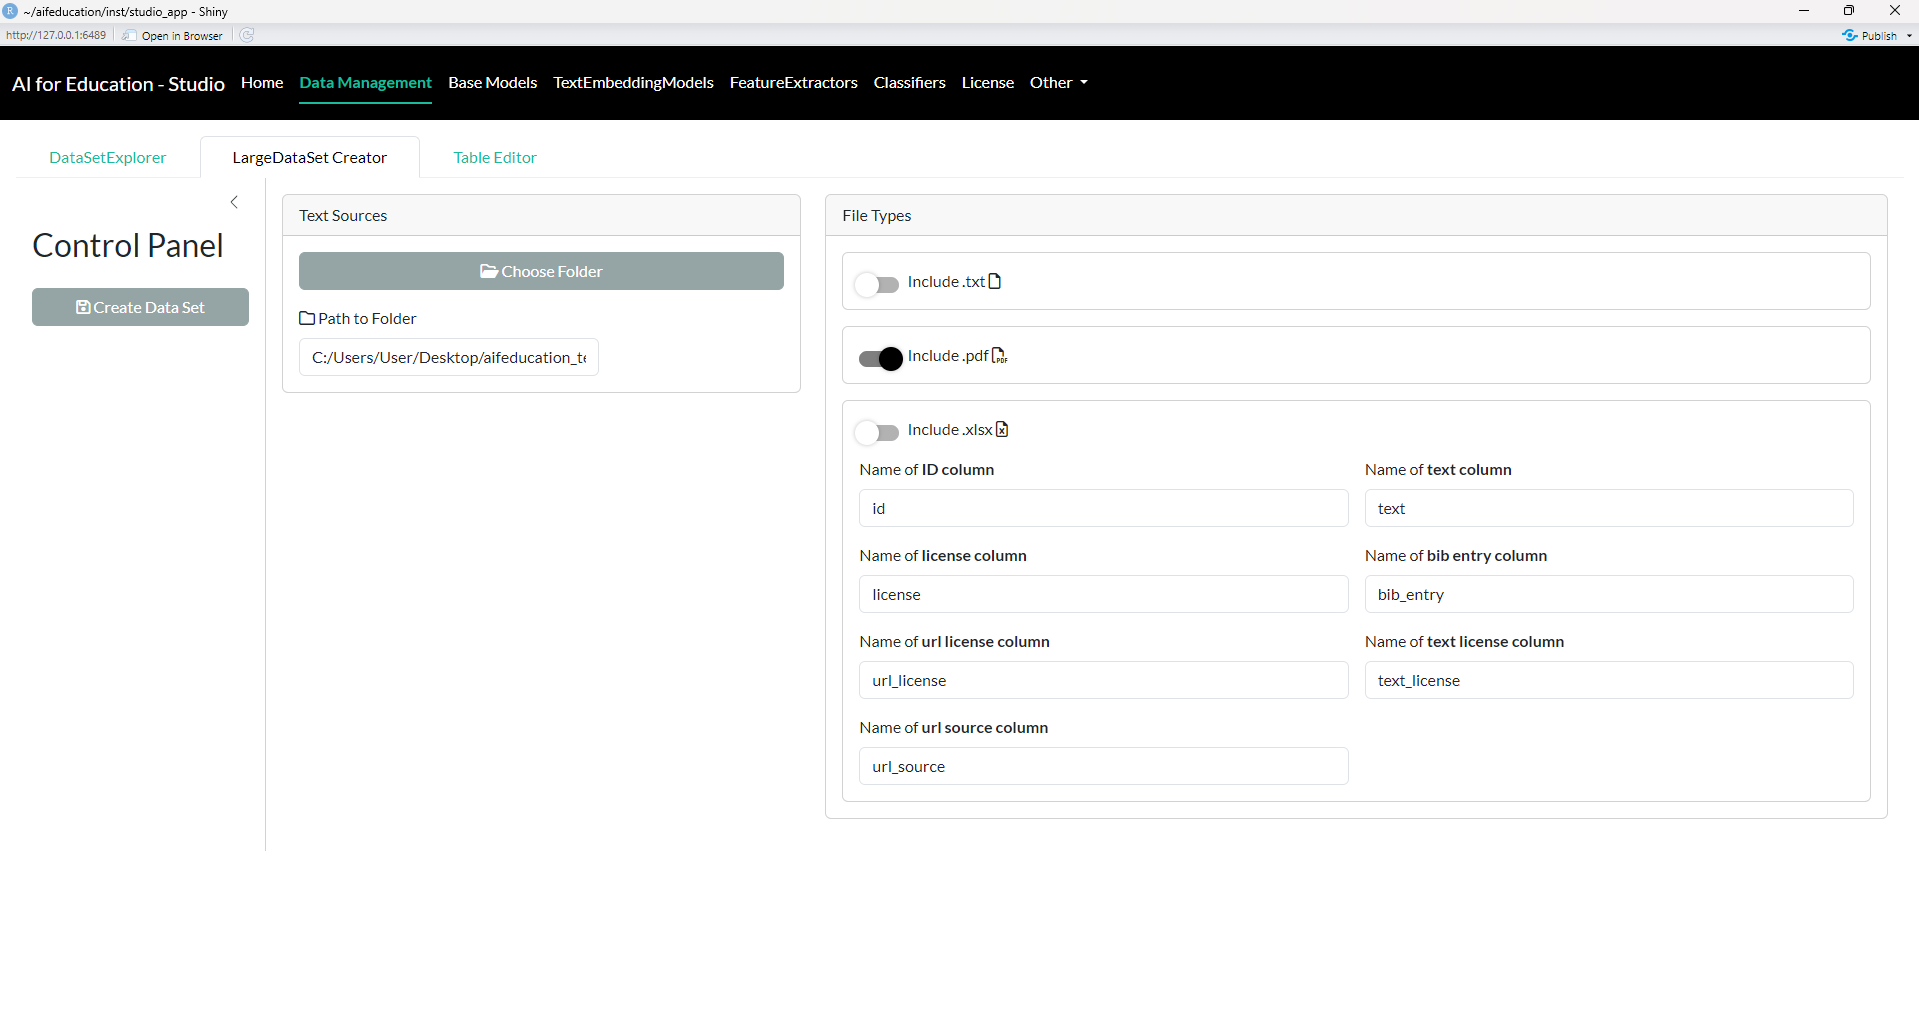 ~/aifeducation/inst/studio_app - Shiny
http://127.0.0.1:6489 Open in Browser Publish
AI for Education - Studio Home Data Management Base Models TextEmbeddingModels FeatureExtractors Classifiers License Other
DataSetExplorer LargeDataSet Creator Table Editor
Control Panel
Create Data Set
Text Sources
Choose Folder
Path to Folder
C:/Users/User/Desktop/aifeducation_te
File Types
Include .txt
Include .pdf
Include .xlsx
Name of ID column
id
Name of text column
text
Name of license column
license
Name of bib entry column
bib_entry
Name of url license column
url_license
Name of text license column
text_license
Name of url source column
url_source